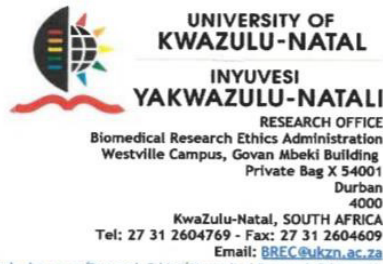 UNIVERSITY OF
KWAZULU-NATAL
INYUVESI
YAKWAZULU-NATALI
RESEARCH OFFICE
Biomedical Research Ethics Administration
Westville Campus, Govan Mbeki Building
Private Bag X 54001
Durban
4000
KwaZulu-Natal, SOUTH AFRICA
Tel: 27 31 2604769 - Fax: 27 31 2604609
Email: BREC@ukzn.ac.za